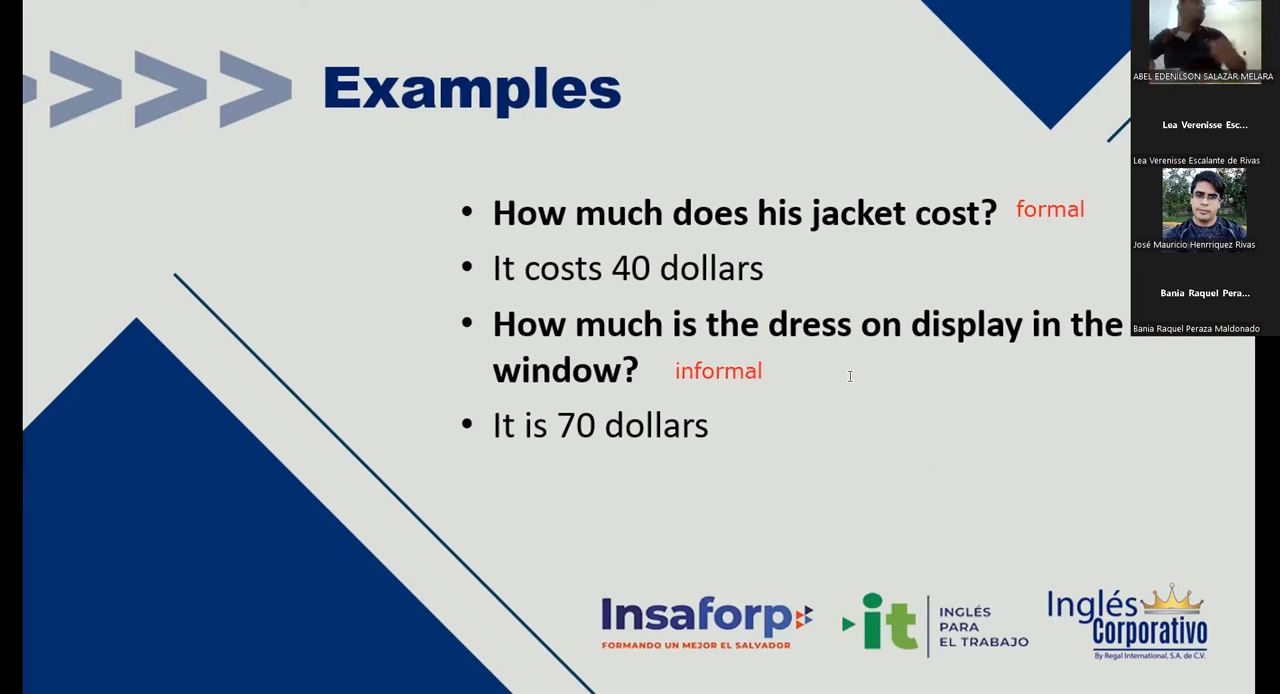 Examples
How much does his jacket cost? formal
It costs 40 dollars
How much is the dress on display in the
window? informal
It is 70 dollars
ABEL EDENILSON SALAZAR MELARA
Lea Verenisse Esc...
Lea Verenisse Escalante de Rivas
José Mauricio Henrriquez Rivas
Bania Raquel Pera...
Bania Raquel Peraza Maldonado
Insaforp
FORMANDO UN MEJOR EL SALVADOR
it
INGLÉS
PARA
EL TRABAJO
Inglés
Corporativo
By Regal International, S.A. de C.V.